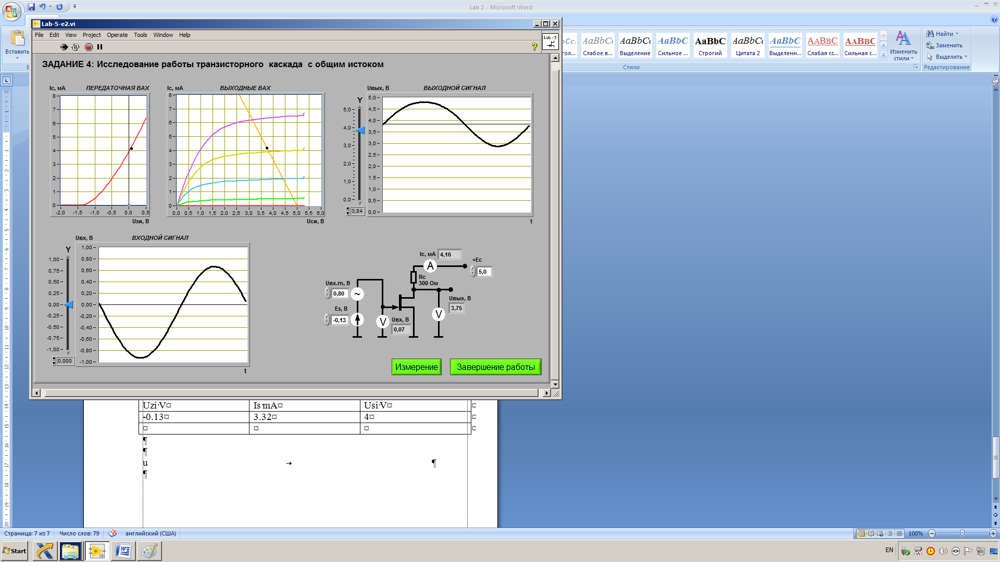 Lab 2 - Microsoft Word
Lab-5-e2.vi
File Edit View Project Operate Tools Window Help
Lab - 5
Вставить
AaBbCc AaBbCc AaBbCc AaBbC AaBbCc AaBbC AaBbC AaBbC
Слабое в... Выделение Сильное ... Строгий Цитата 2 Выделенн... Слабая сс... Сильная с...
Изменить стили
Найти
Заменить
Выделить
Стили
Редактирование
ЗАДАНИЕ 4: Исследование работы транзисторного каскада с общим истоком
Iс, мА ПЕРЕДАТОЧНАЯ ВАХ
8
7
6
5
4
3
2
1
0
-2,0 -1,5 -1,0 -0,5 0,0 0,5
Uзи, В
Iс, мА ВЫХОДНЫЕ ВАХ
8
7
6
5
4
3
2
1
0
0,0 0,5 1,0 1,5 2,0 2,5 3,0 3,5 4,0 4,5 5,0 5,5 6,0
Uси, В
Y
5,0
4,0
3,0
2,0
1,0
0,0
3,84
Uвых, В ВЫХОДНОЙ СИГНАЛ
5,0
4,5
4,0
3,5
3,0
2,5
2,0
1,5
1,0
0,5
0,0
t
Y
1,00
0,75
0,50
0,25
0,00
-0,25
-0,50
-0,75
-1,00
0,000
Uвх, В ВХОДНОЙ СИГНАЛ
1,00
0,80
0,60
0,40
0,20
0,00
-0,20
-0,40
-0,60
-0,80
-1,00
t
Iс, мА 4,16
+Ес
5,0
A
Rс
300 Ом
Uвх.m, В
0,80
~
Uвых, В
3,75
V
Ез, В
-0,13
V
Uвх, В
0,07
Измерение
Завершение работы
Uzi·V¤ Is·mA¤ Usi·V¤
-0.13¤ 3.32¤ 4¤
¤ ¤ ¤
¶
¶
u → ¶
¶
Страница: 7 из 7 Число слов: 79 английский (США) 100%
Start
18
EN